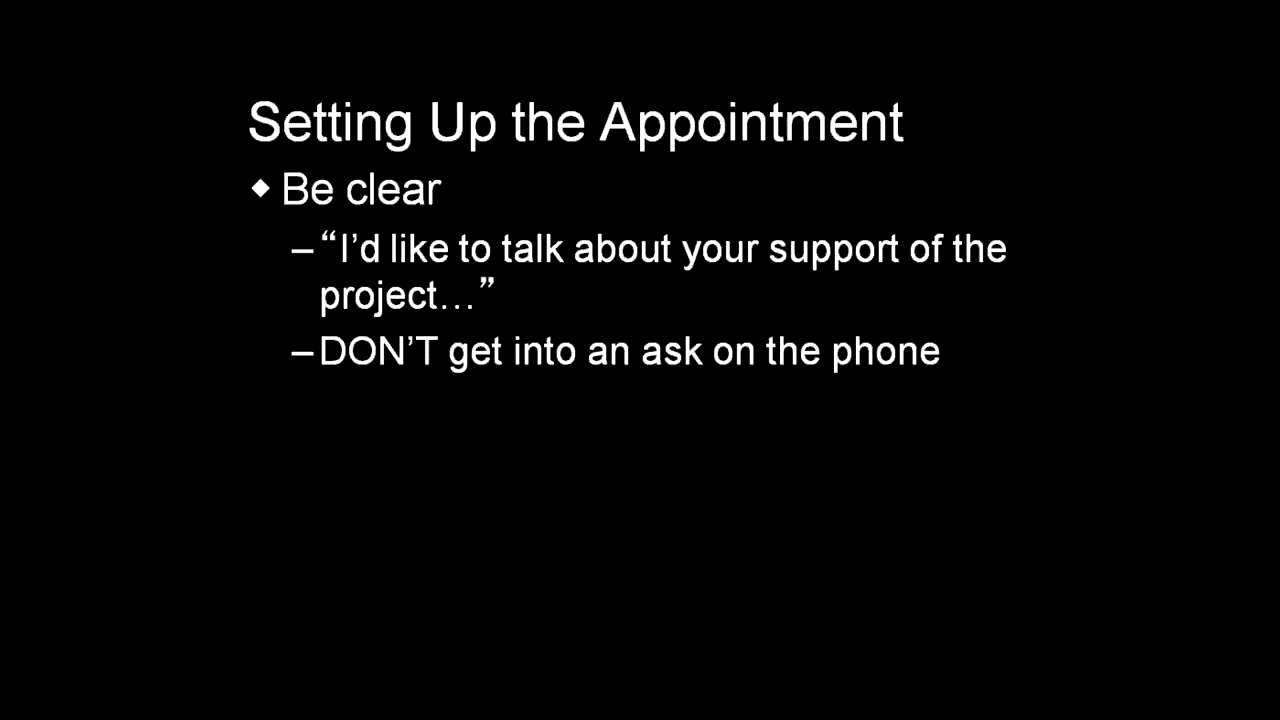 Setting Up the Appointment
◆ Be clear
– “I’d like to talk about your support of the
project…”
– DON’T get into an ask on the phone